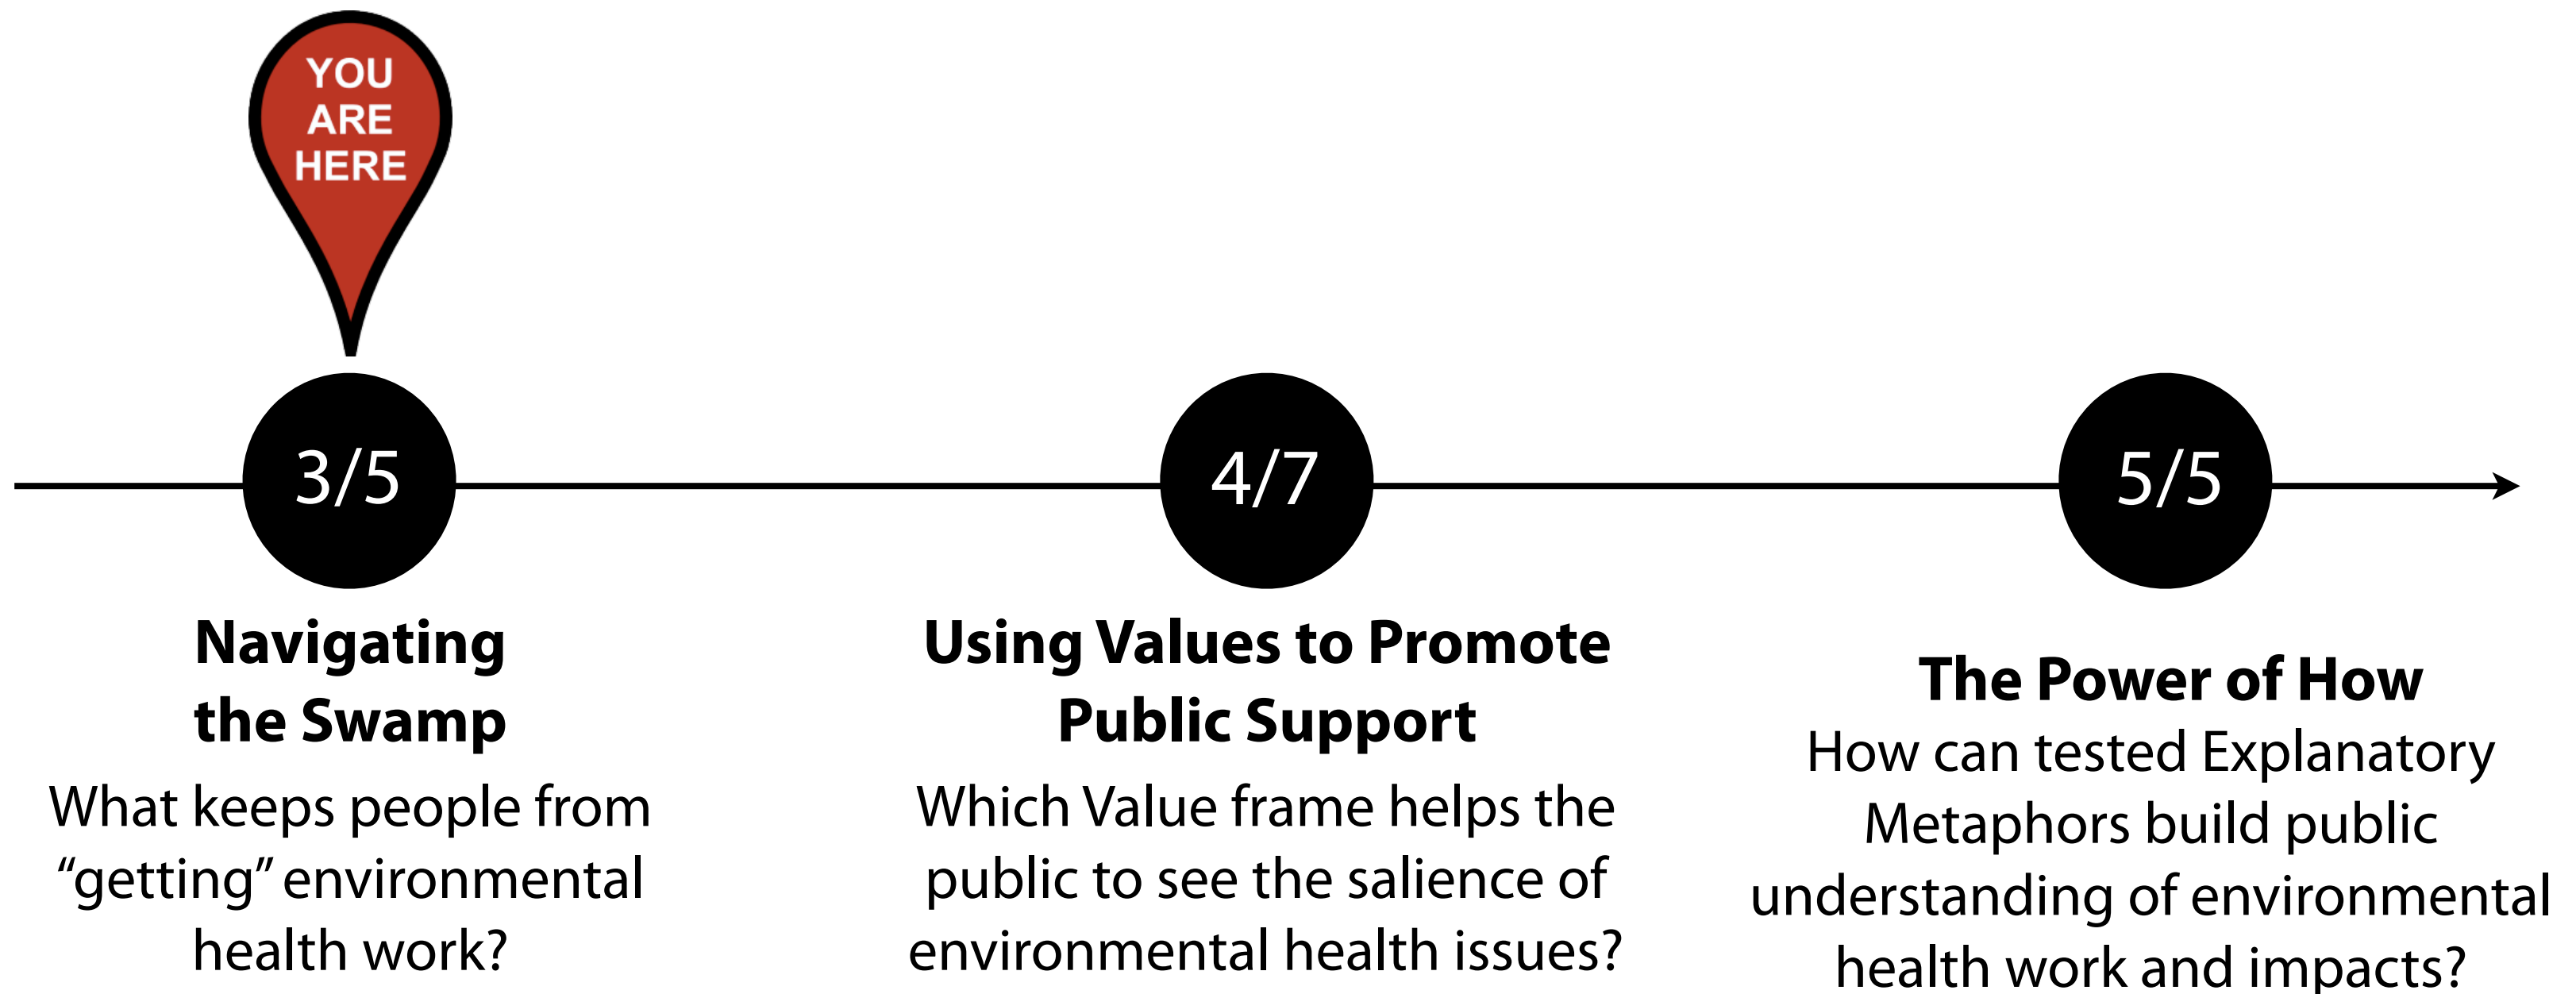 YOU
ARE
HERE
3/5
Navigating
the Swamp
What keeps people from
“getting” environmental
health work?
4/7
Using Values to Promote
Public Support
Which Value frame helps the
public to see the salience of
environmental health issues?
5/5
The Power of How
How can tested Explanatory
Metaphors build public
understanding of environmental
health work and impacts?